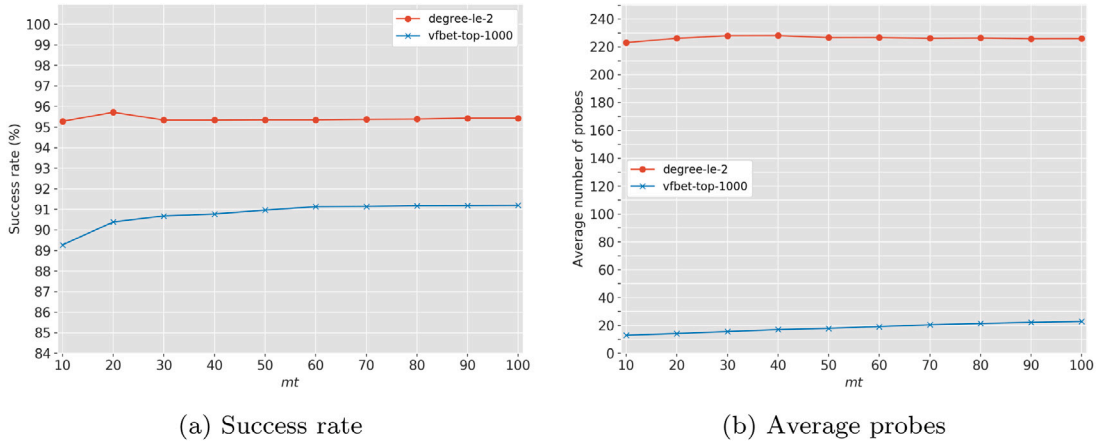 100
99
98
97
96
95
94
93
92
91
90
89
88
87
86
85
84
Success rate (%)
degree-le-2
vfbet-top-1000
10 20 30 40 50 60 70 80 90 100
mt
(a) Success rate
240
220
200
180
160
140
120
100
80
60
40
20
0
Average number of probes
degree-le-2
vfbet-top-1000
10 20 30 40 50 60 70 80 90 100
mt
(b) Average probes